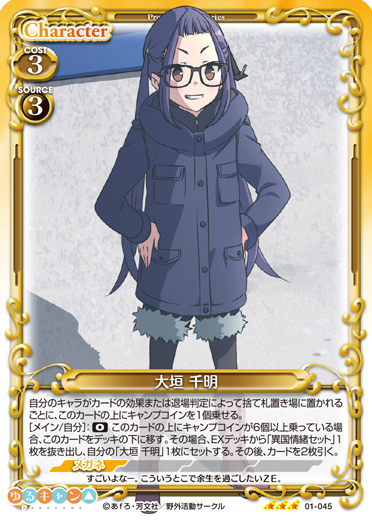 Character
COST
3
SOURCE
3
大垣 千明
自分のキャラがカードの効果または退場判定によって捨て札置き場に置かれる
ごとに、このカードの上にキャンプコインを1個乗せる。
[メイン/自分]: このカードの上にキャンプコインが6個以上乗っている場
合、このカードをデッキの下に移す。その場合、EXデッキから「異国情緒セット」1
枚を抜き出し、自分の「大垣 千明」1枚にセットする。その後、カードを2枚引く。
メガネ
すごいよなー。こういうとこで余生を過ごしたいZE。
ゆるキャン△
©あfろ・芳文社/野外活動サークル
01-045